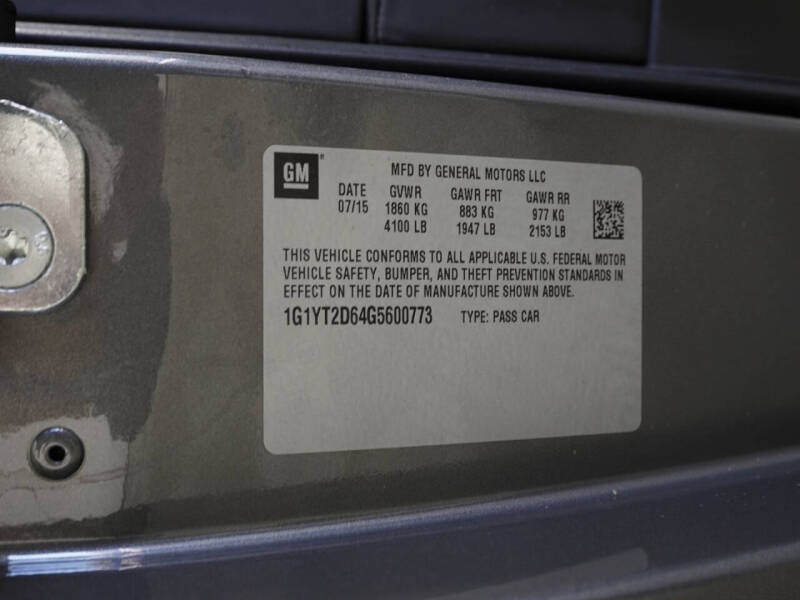 GM
MFD BY GENERAL MOTORS LLC
DATE GVWR GAWR FRT GAWR RR
07/15 1860 KG 883 KG 977 KG
4100 LB 1947 LB 2153 LB
THIS VEHICLE CONFORMS TO ALL APPLICABLE U.S. FEDERAL MOTOR
VEHICLE SAFETY, BUMPER, AND THEFT PREVENTION STANDARDS IN
EFFECT ON THE DATE OF MANUFACTURE SHOWN ABOVE.
1G1YT2D64G5600773 TYPE: PASS CAR